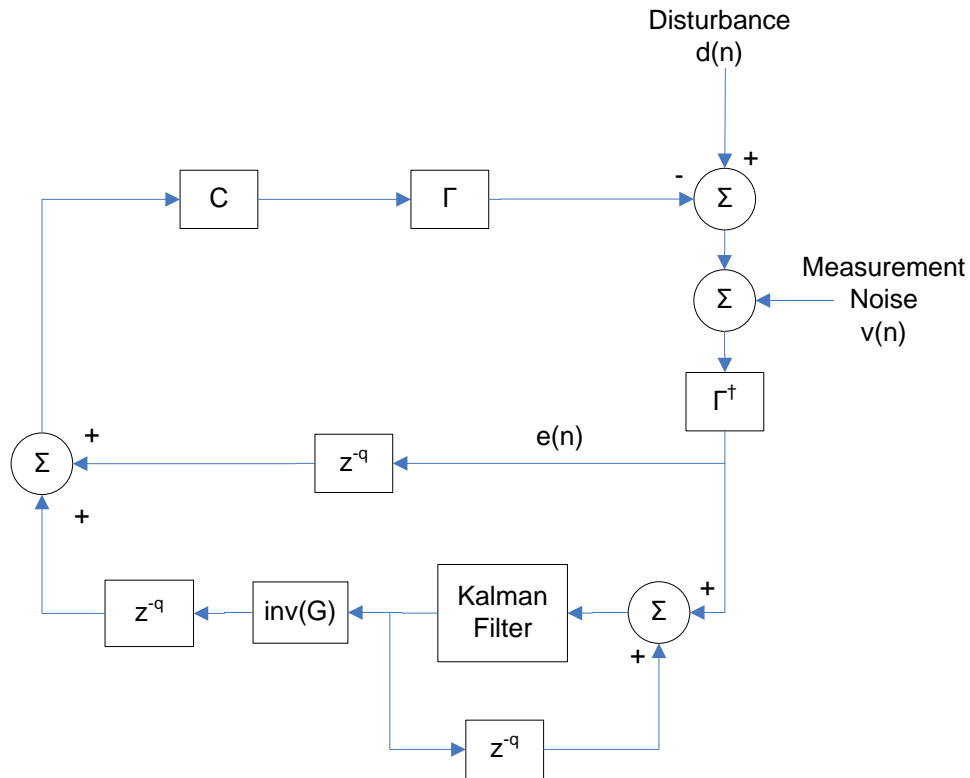 Disturbance
d(n)
+
-
C
Γ
Σ
Σ
Measurement
Noise
v(n)
Γ†
e(n)
+
Σ
z-q
+
+
z-q
inv(G)
Kalman
Filter
Σ
+
z-q